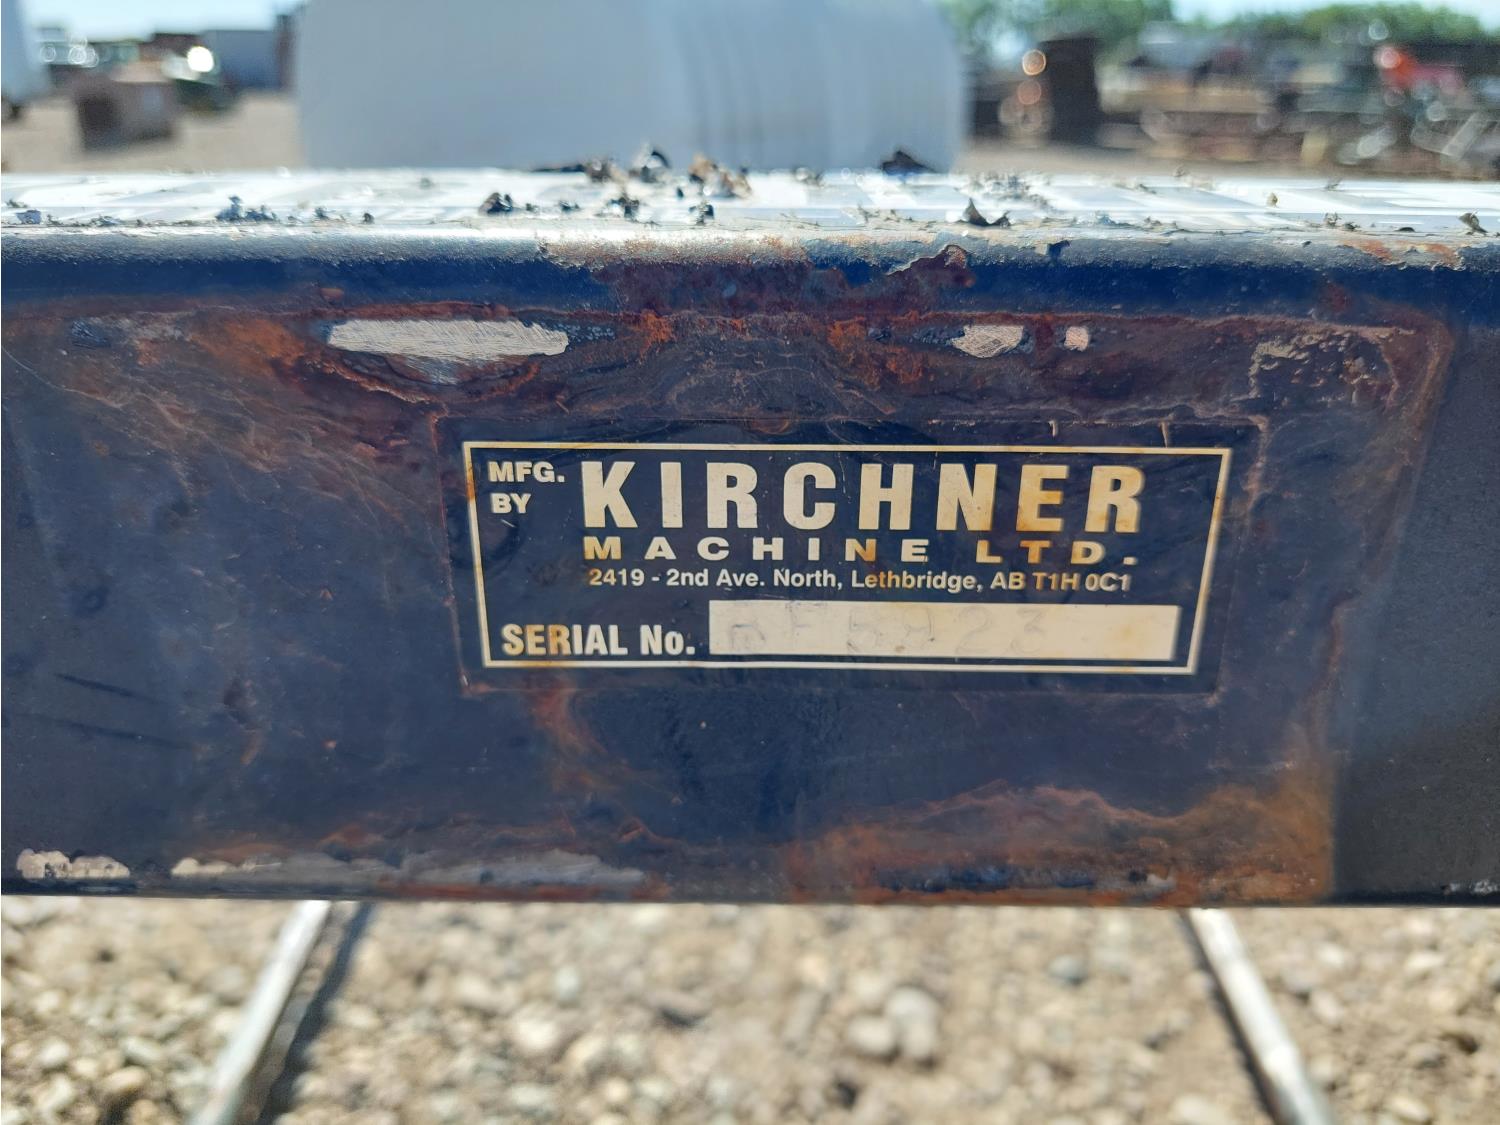 MFG. BY KIRCHNER
MACHINE LTD.
2419 - 2nd Ave. North, Lethbridge, AB T1H 0C1
SERIAL No.